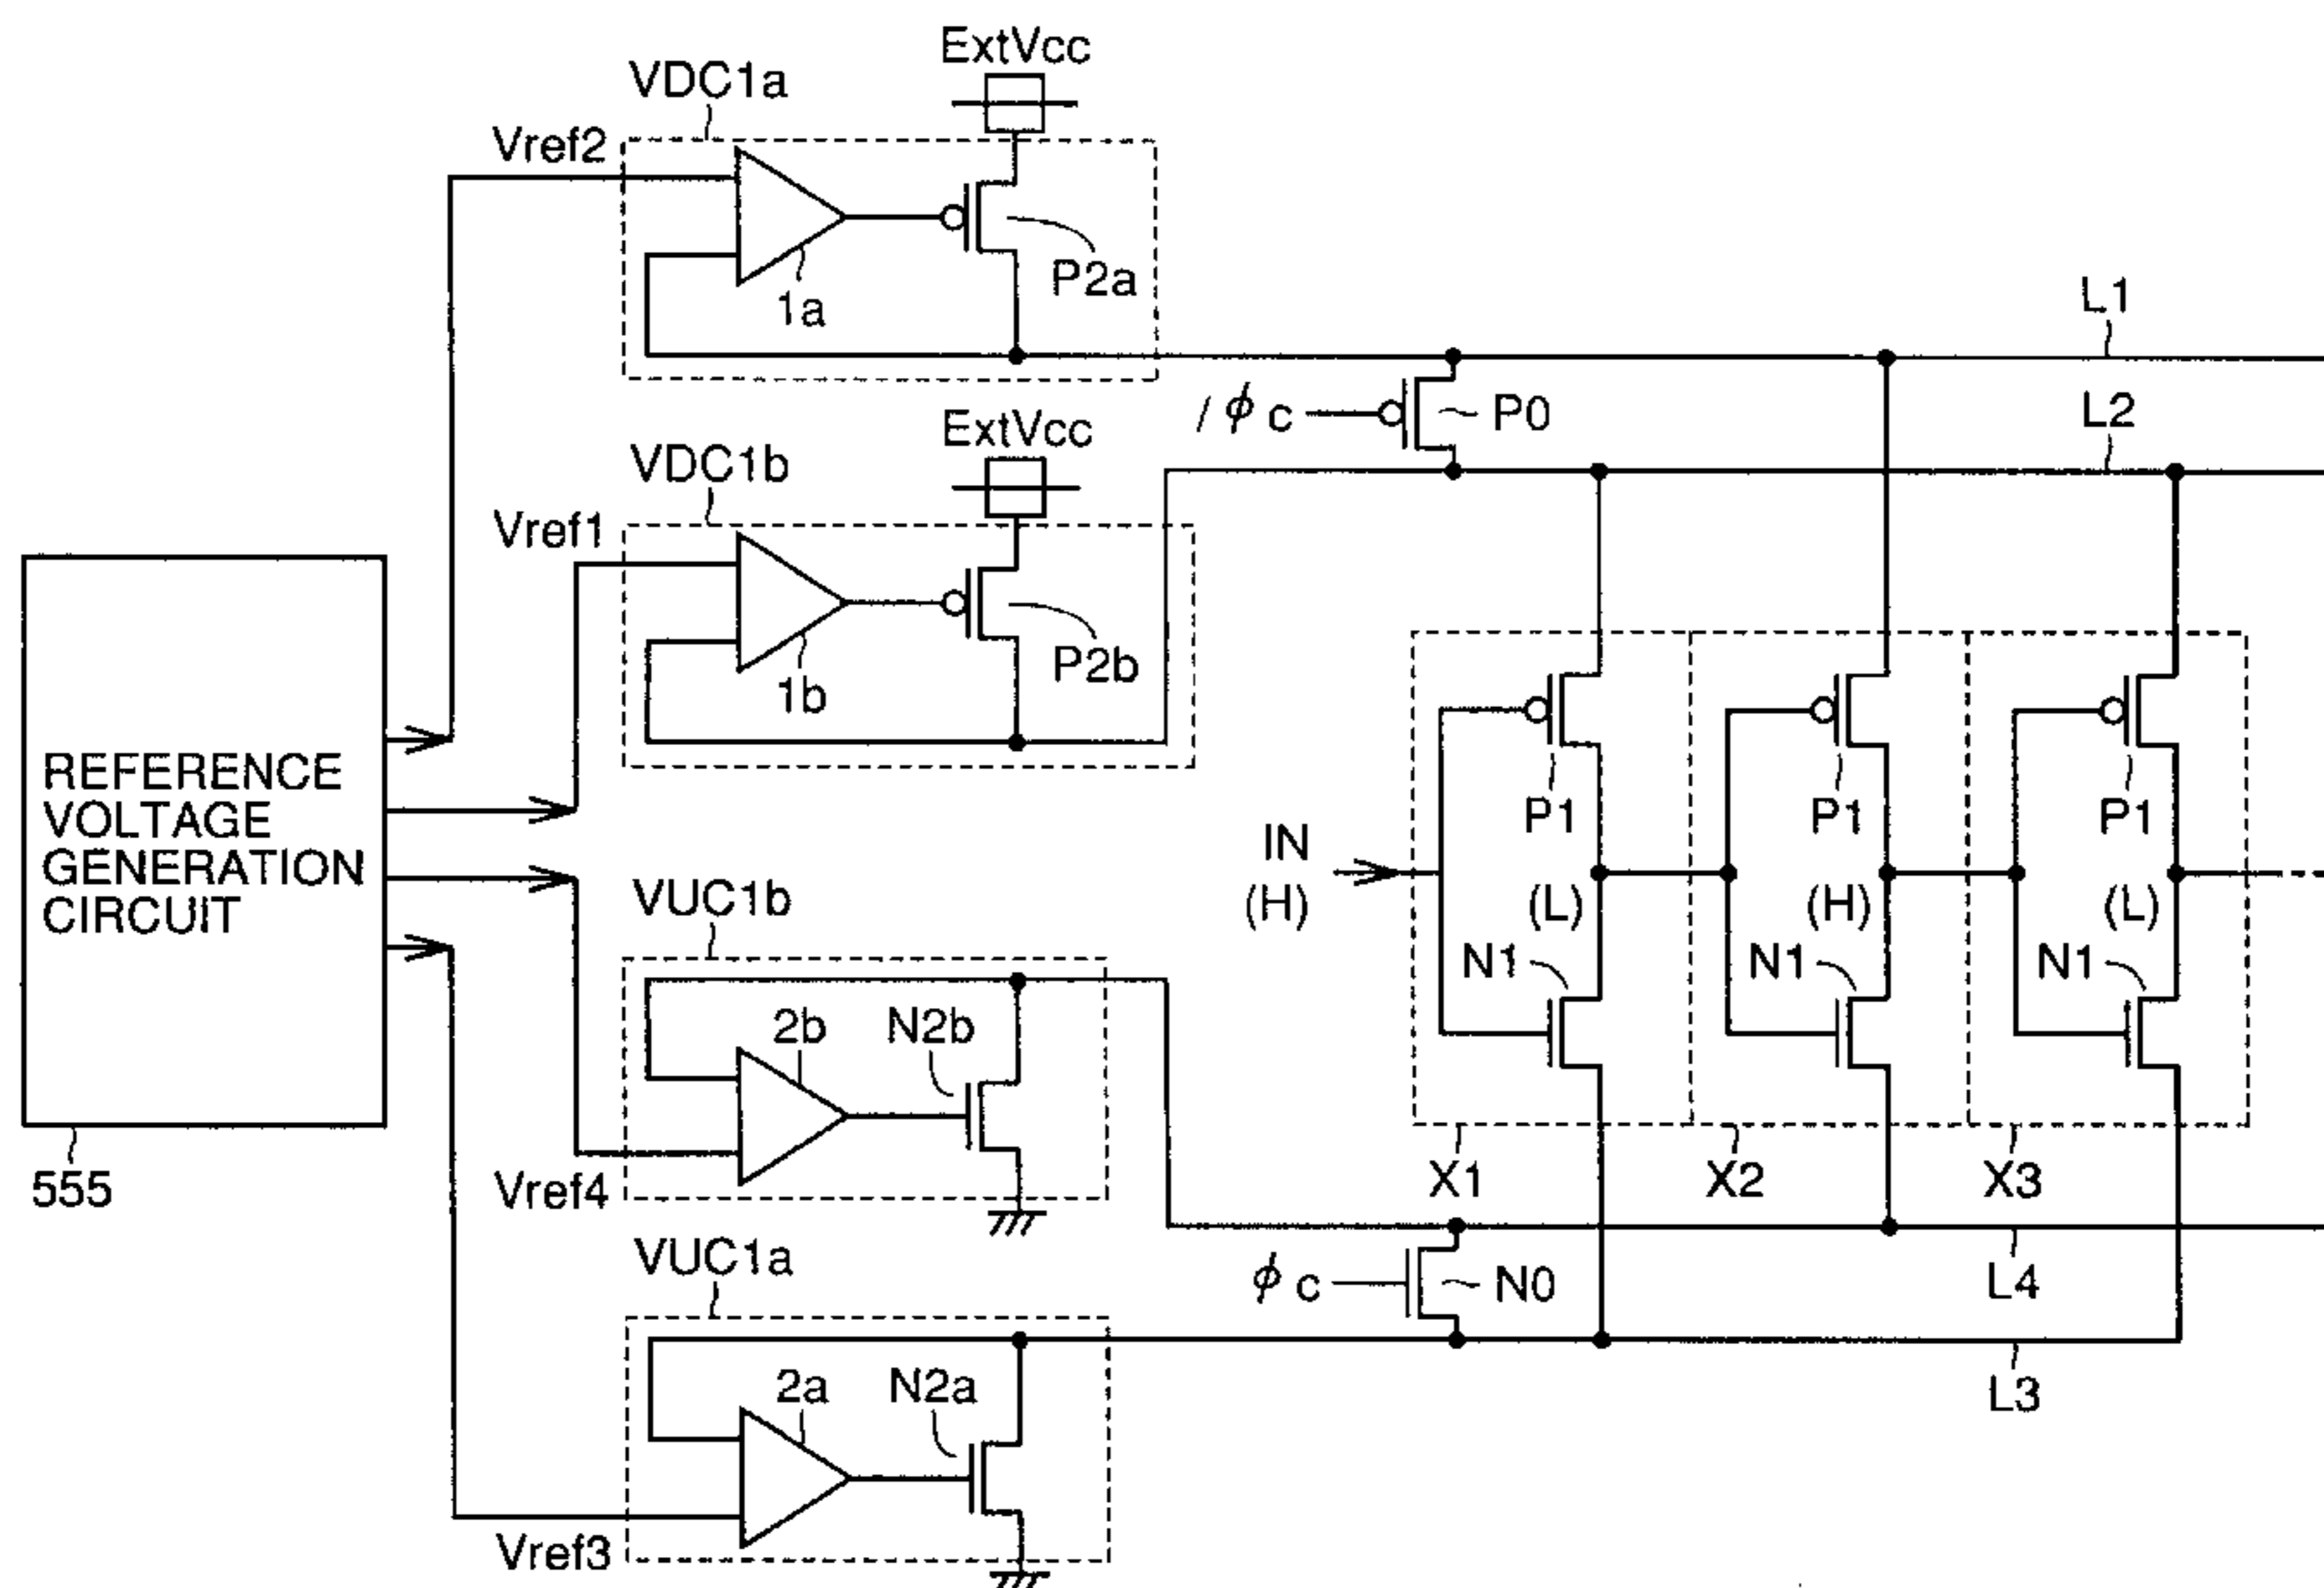 ExtVcc
VDC1a
Vref2
P2a
1a
L1
/φc
P0
L2
ExtVcc
VDC1b
Vref1
P2b
1b
REFERENCE
VOLTAGE
GENERATION
CIRCUIT
555
P1
P1
P1
IN
(H)
(L)
(H)
(L)
N1
N1
N1
X1
X2
X3
VUC1b
2b
N2b
Vref4
VUC1a
φc
N0
L4
L3
2a
N2a
Vref3